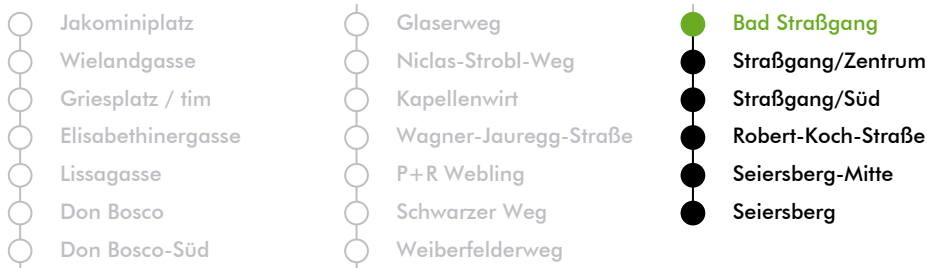 Jakominiplatz
Wielandgasse
Griesplatz / tim
Elisabethinergasse
Lissagasse
Don Bosco
Don Bosco-Süd
Glaserweg
Niclas-Strobl-Weg
Kapellenwirt
Wagner-Jauregg-Straße
P+R Webling
Schwarzer Weg
Weiberfelderweg
Bad Straßgang
Straßgang/Zentrum
Straßgang/Süd
Robert-Koch-Straße
Seiersberg-Mitte
Seiersberg